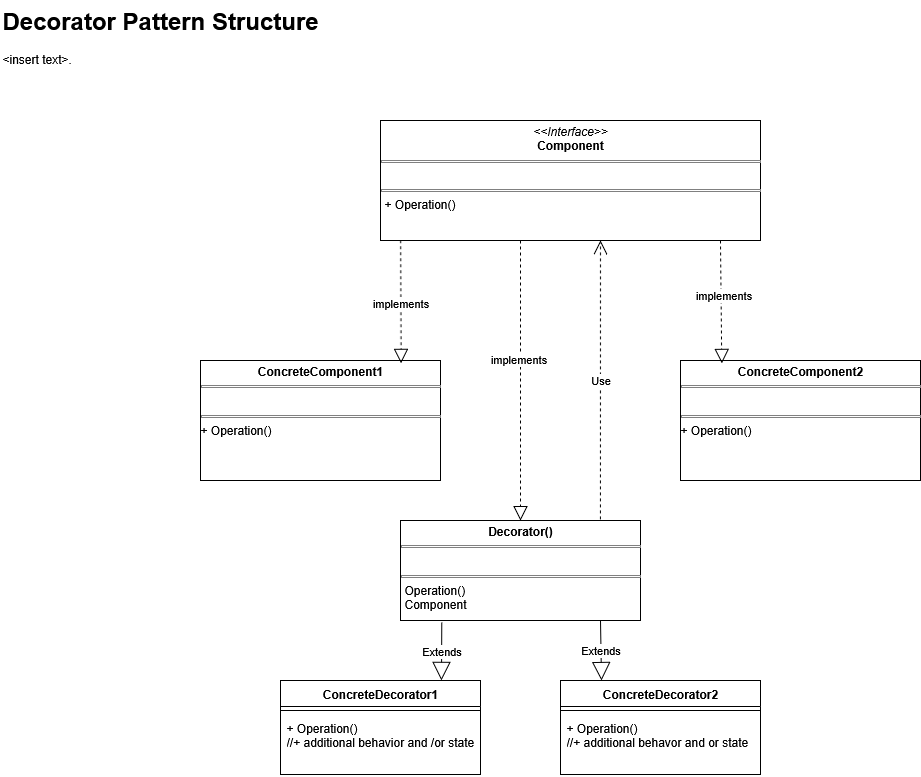 Decorator Pattern Structure
<insert text>.
<<Interface>>
Component
+ Operation()
implements
implements
implements
Use
ConcreteComponent1
+ Operation()
ConcreteComponent2
+ Operation()
Decorator()
Operation()
Component
Extends
Extends
ConcreteDecorator1
+ Operation()
//+ additional behavior and /or state
ConcreteDecorator2
+ Operation()
//+ additional behavor and or state